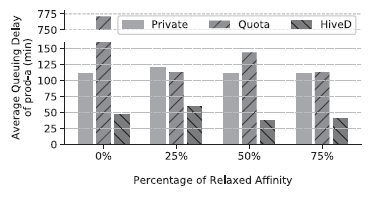 775
750
Private Quota HiveD
150
125
100
75
50
25
0
Average Queuing Delay
of prod-a (min)
0% 25% 50% 75%
Percentage of Relaxed Affinity